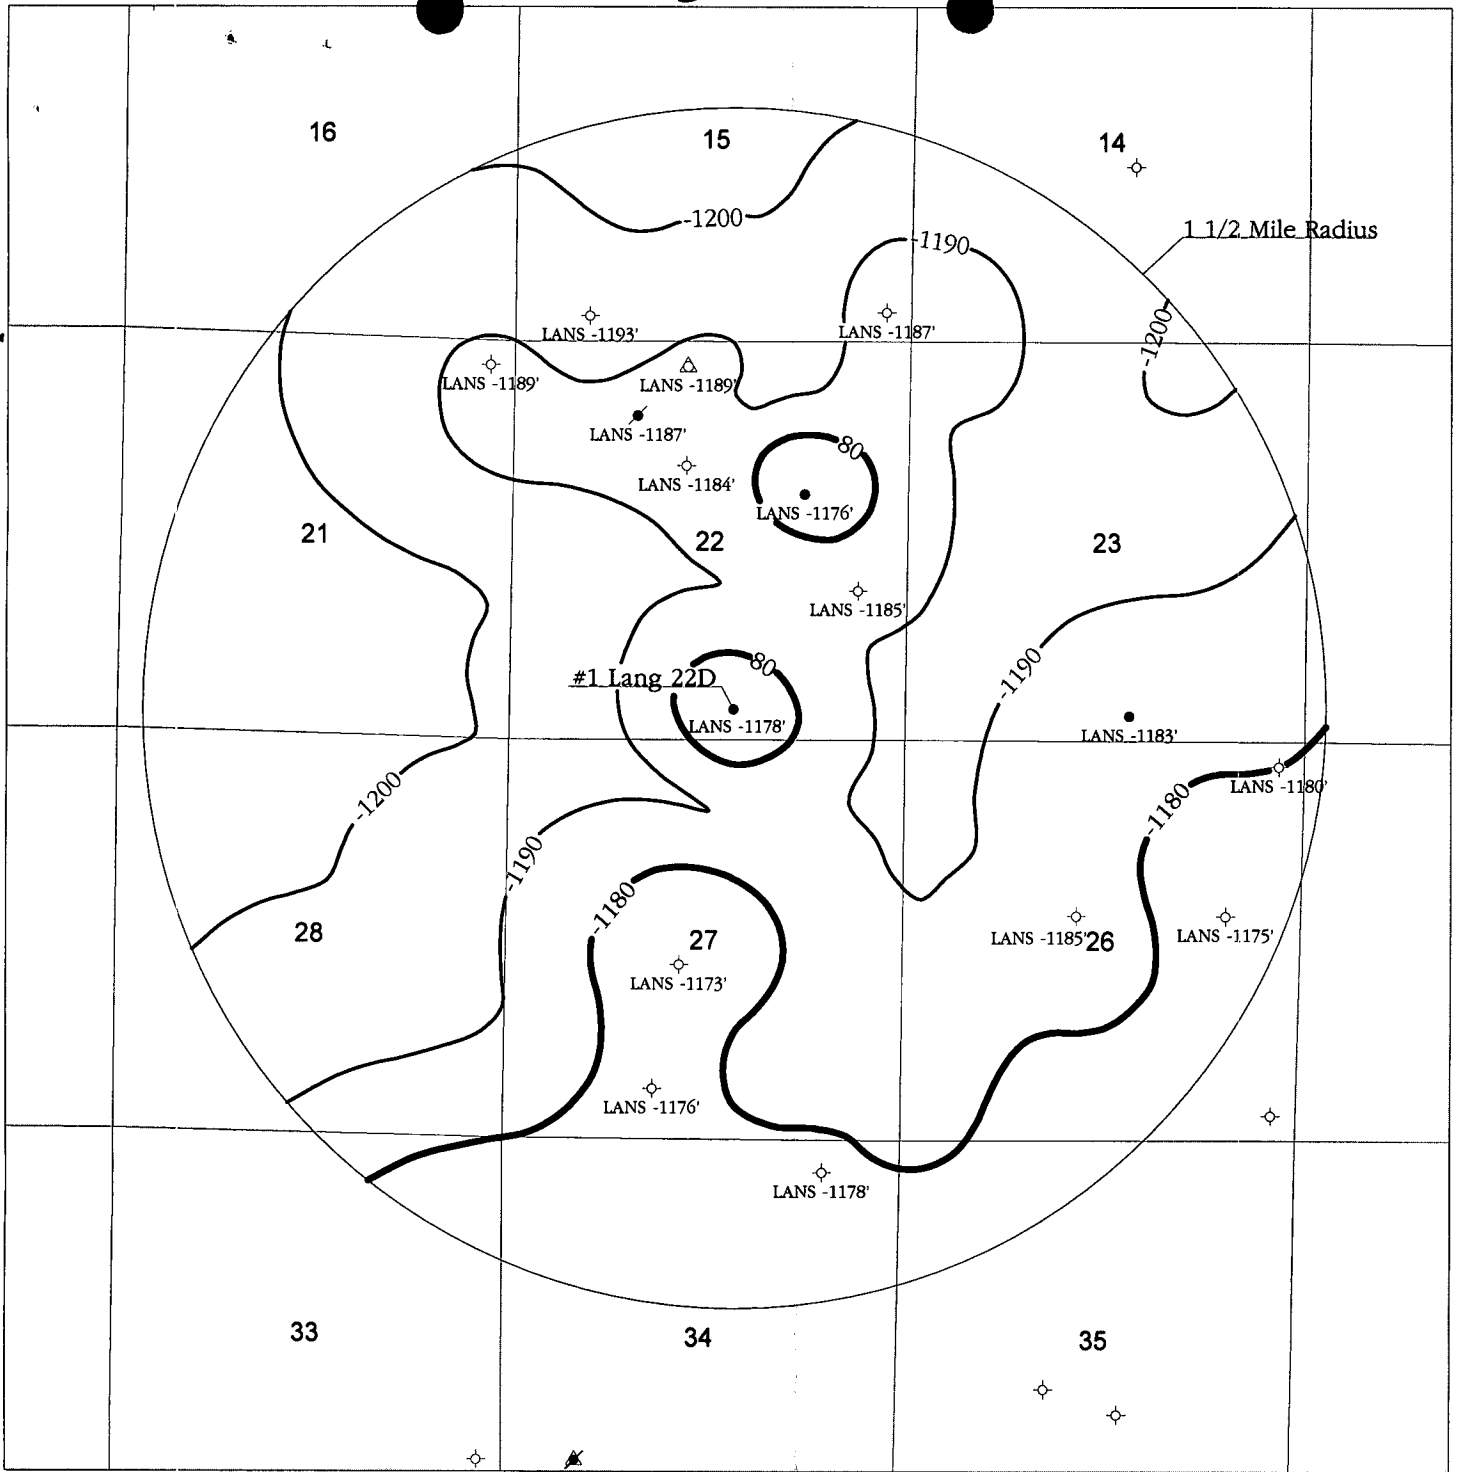 16
15
14
-1200
1 1/2 Mile Radius
-1190
LANS -1193'
LANS -1187'
-1200
LANS -1189'
LANS -1189'
LANS -1187'
80
LANS -1184'
LANS -1176'
21
22
23
LANS -1185'
80
-1190
#1 Lang 22D
LANS -1178'
LANS -1183'
LANS -1180'
-1200
-1180
-1190
-1180
28
27
LANS -1185'
26
LANS -1175'
LANS -1173'
LANS -1176'
LANS -1178'
33
34
35